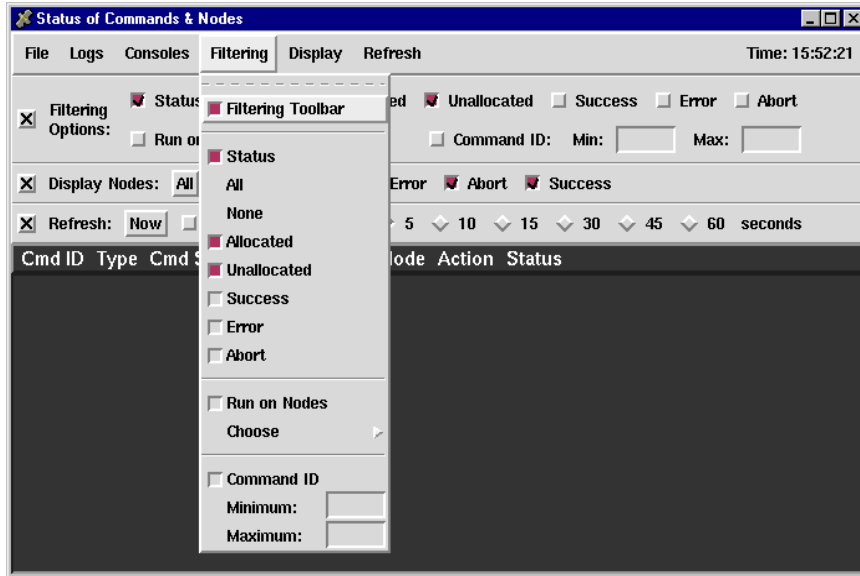 Status of Commands & Nodes
File Logs Consoles Filtering Display Refresh Time: 15:52:21
Filtering Options:
Status Unallocated Success Error Abort
Run Command ID: Min: Max:
Display Nodes: All Error Abort Success
Refresh: Now 5 10 15 30 45 60 seconds
Cmd ID Type Cmd Action Status
Filtering Toolbar
Status
All
None
Allocated
Unallocated
Success
Error
Abort
Run on Nodes
Choose
Command ID
Minimum:
Maximum: